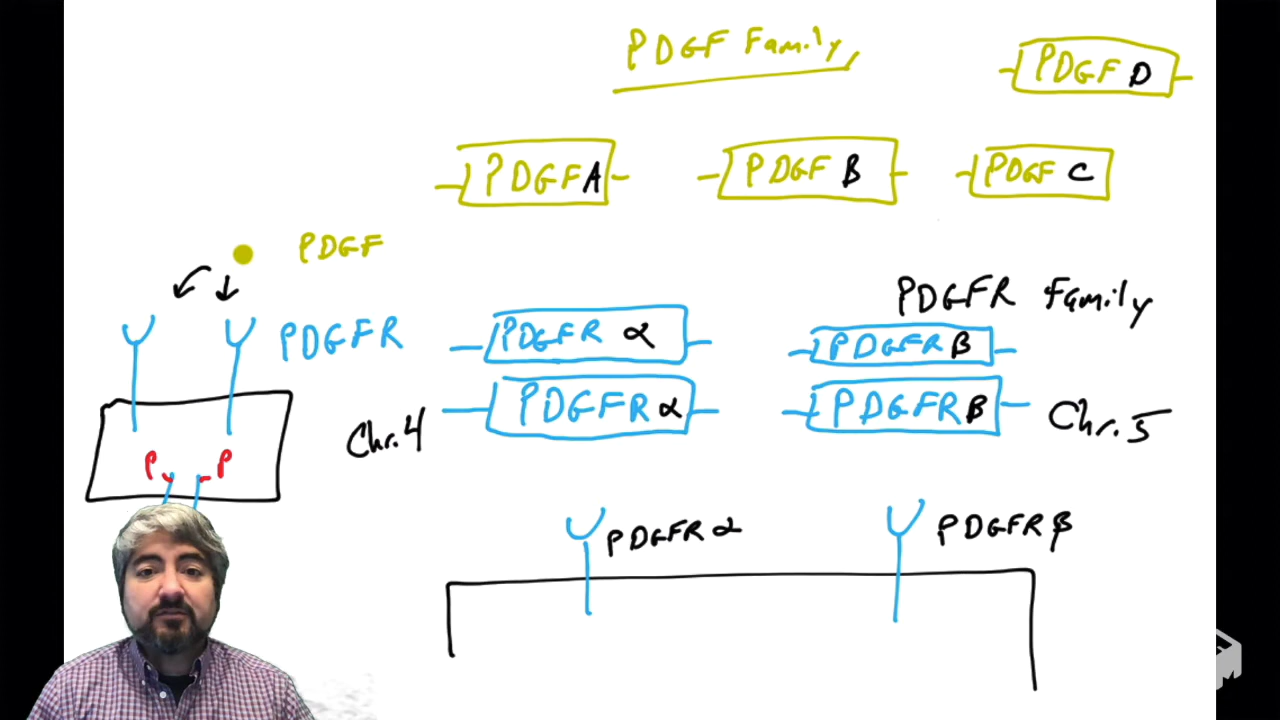 PDGF Family
PDGF D
PDGF A
PDGF B
PDGF C
PDGF
PDGFR
PDGFR Family
PDGFR α
PDGFR β
Chr. 4
PDGFR α
PDGFR β
Chr. 5
P P
PDGFR α
PDGFR β